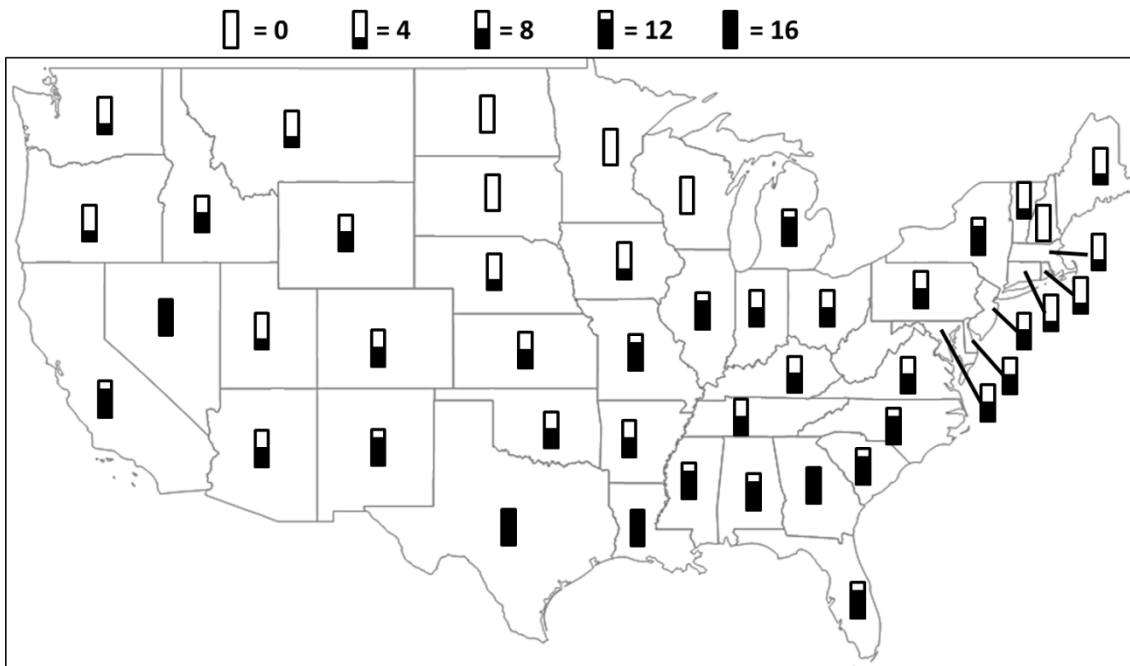 = 0 = 4 = 8 = 12 = 16